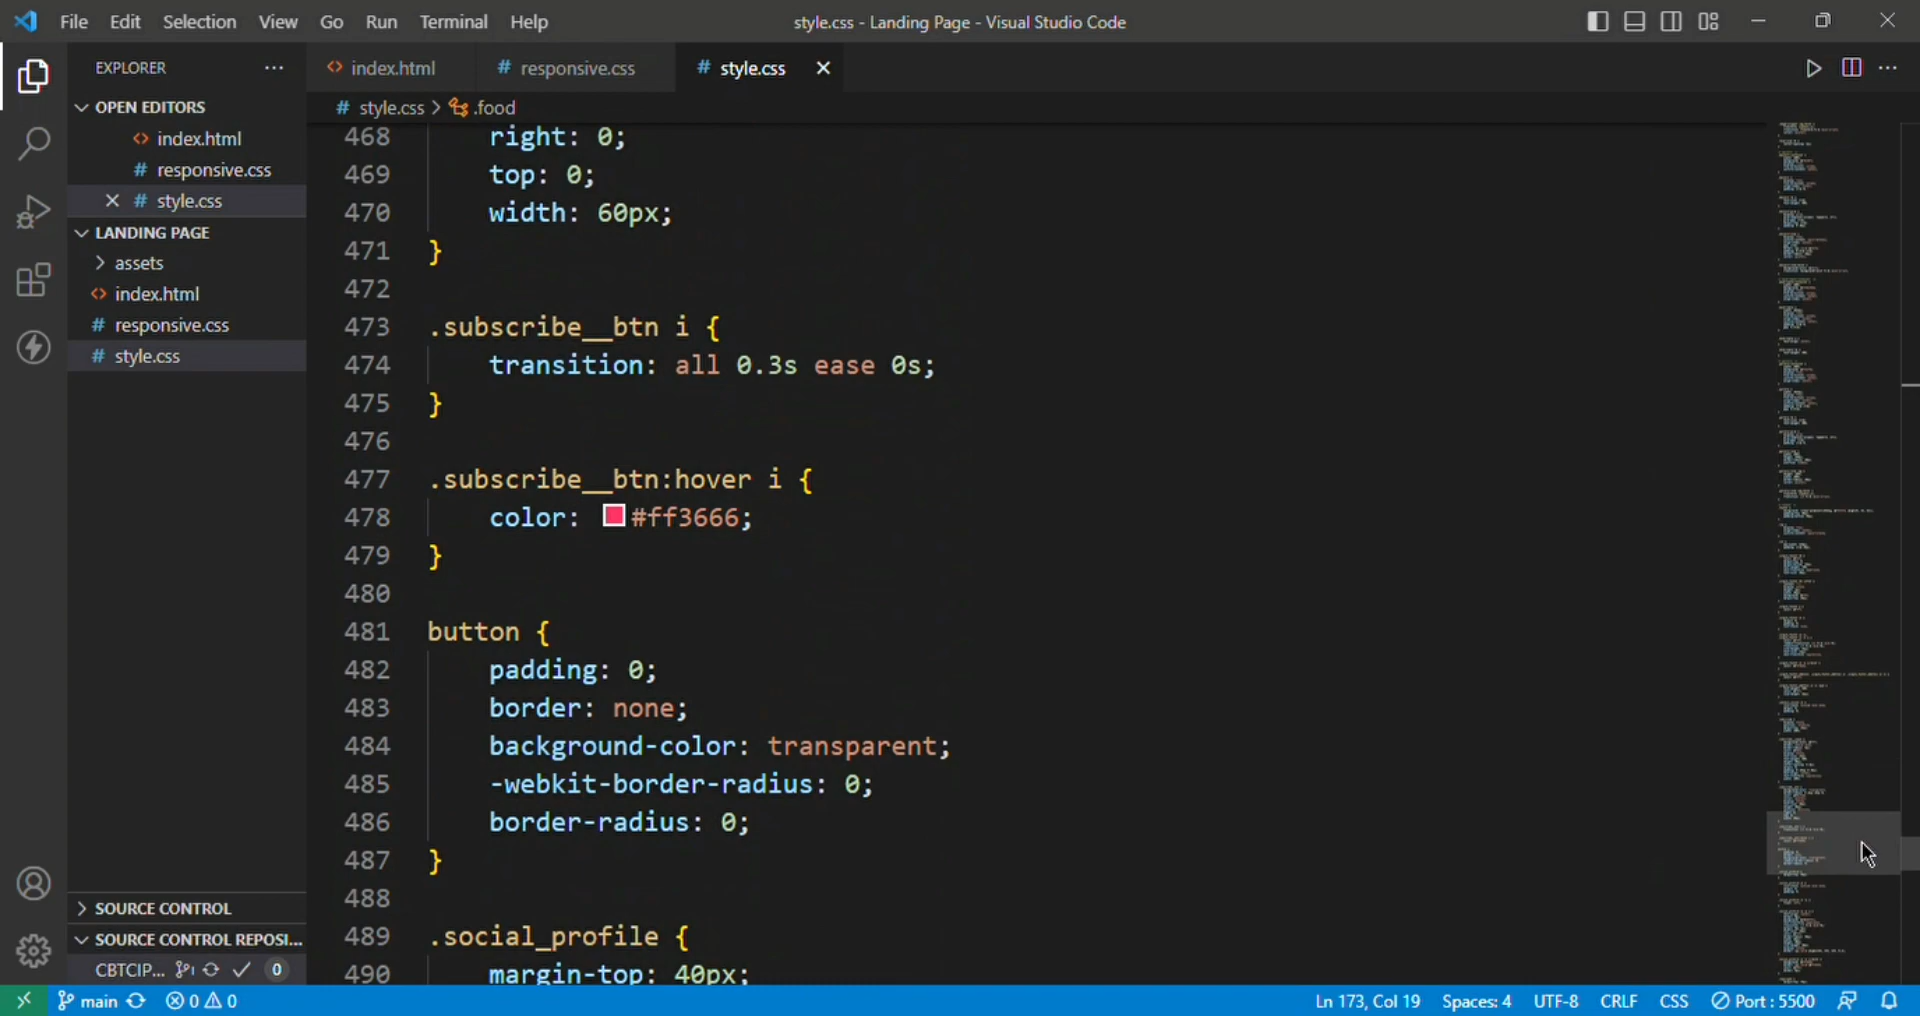 File Edit Selection View Go Run Terminal Help
style.css - Landing Page - Visual Studio Code
EXPLORER
OPEN EDITORS
index.html
responsive.css
style.css
LANDING PAGE
assets
index.html
responsive.css
style.css
SOURCE CONTROL
SOURCE CONTROL REPOSI...
CBTCIP... 0
index.html # responsive.css # style.css
# style.css > .food
468 right: 0;
469 top: 0;
470 width: 60px;
471 }
472
473 .subscribe__btn i {
474 transition: all 0.3s ease 0s;
475 }
476
477 .subscribe__btn:hover i {
478 color: #ff3666;
479 }
480
481 button {
482 padding: 0;
483 border: none;
484 background-color: transparent;
485 -webkit-border-radius: 0;
486 border-radius: 0;
487 }
488
489 .social_profile {
490 margin-top: 40px;
main 0 0 Ln 173, Col 19 Spaces: 4 UTF-8 CRLF CSS Port : 5500